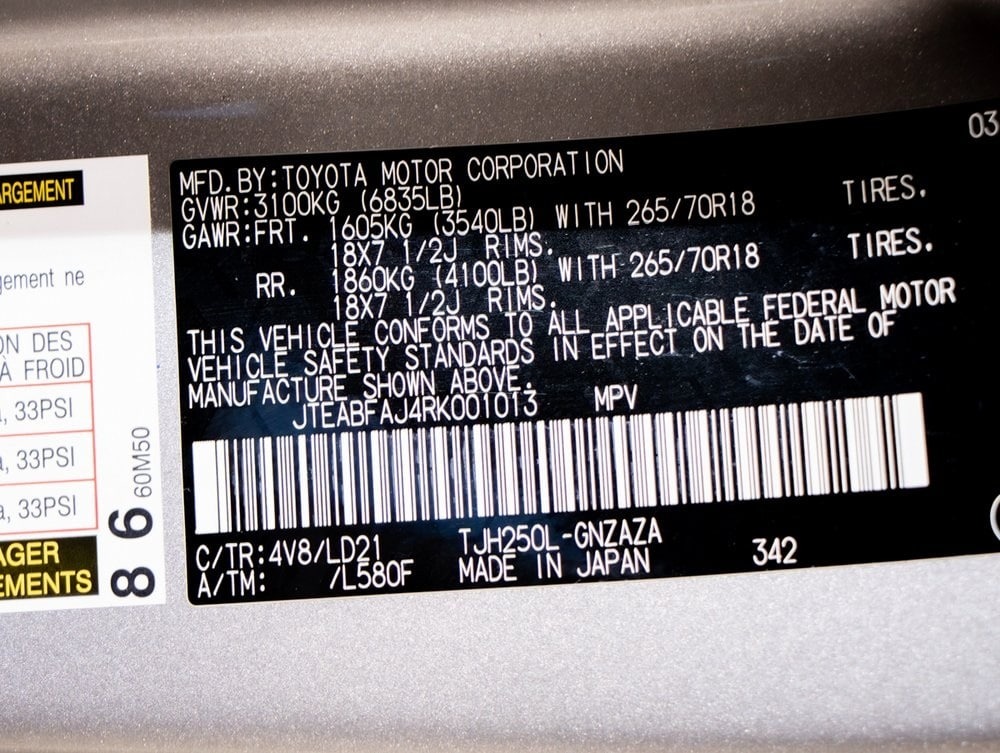 ARGEMENT
gement ne
ON DES
À FROID
a, 33PSI
a, 33PSI
a, 33PSI
AGER
EMENTS
8 6 60M50
03
MFD.BY:TOYOTA MOTOR CORPORATION
GVWR:3100KG (6835LB)
GAWR:FRT. 1605KG (3540LB) WITH 265/70R18 TIRES.
18X7 1/2J RIMS.
RR. 1860KG (4100LB) WITH 265/70R18 TIRES.
18X7 1/2J RIMS.
THIS VEHICLE CONFORMS TO ALL APPLICABLE FEDERAL MOTOR
VEHICLE SAFETY STANDARDS IN EFFECT ON THE DATE OF
MANUFACTURE SHOWN ABOVE.
JTEABFAJ4RK001013 MPV
C/TR:4V8/LD21 TJH250L-GNZAZA
A/TM: /L580F MADE IN JAPAN 342